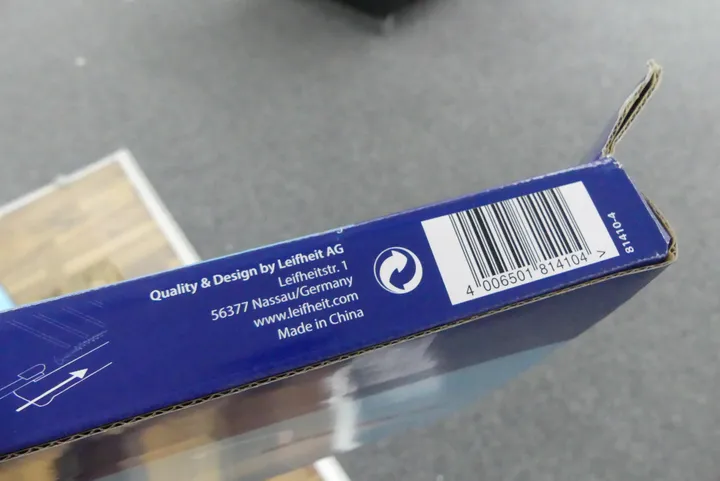 Quality & Design by Leifheit AG
Leifheitstr. 1
56377 Nassau/Germany
www.leifheit.com
Made in China
4 006501 814104 >
81410-4